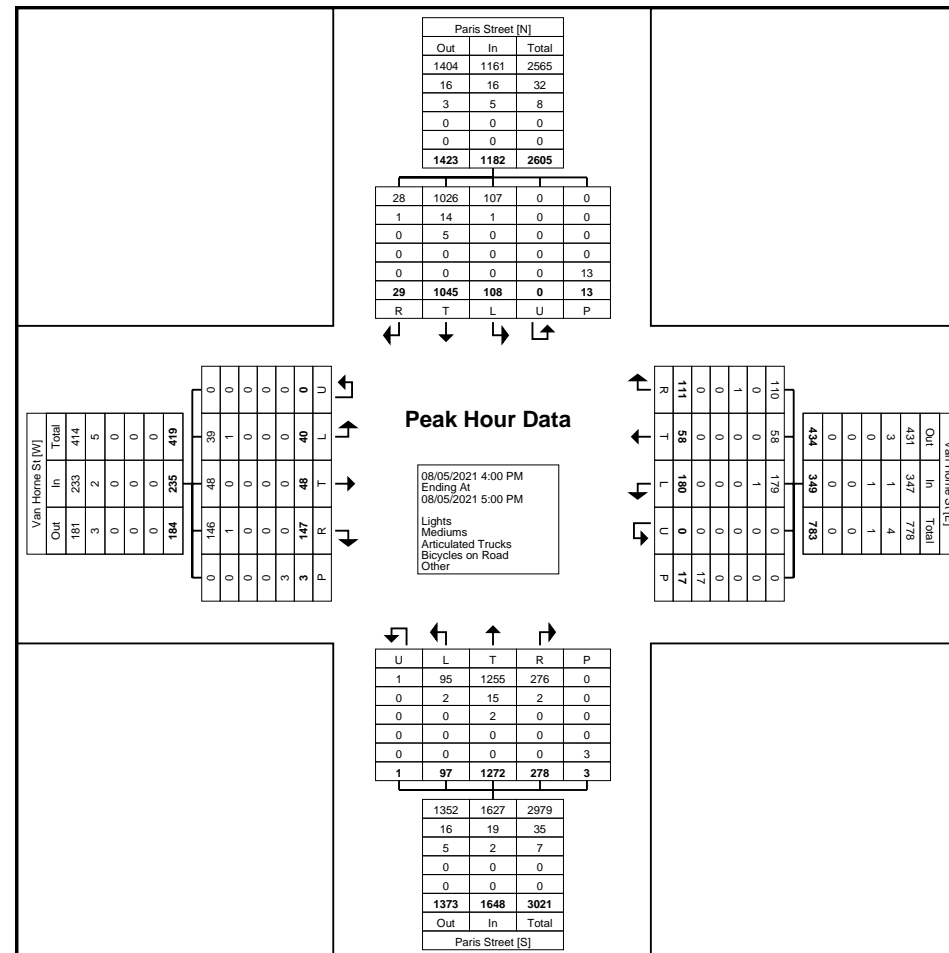 Paris Street [N]
Out In Total
1404 1161 2565
16 16 32
3 5 8
0 0 0
0 0 0
1423 1182 2605
28 1026 107 0 0
1 14 1 0 0
0 5 0 0 0
0 0 0 0 0
0 0 0 0 13
29 1045 108 0 13
R T L U P
Van Horne St [W]
Out In Total
181 233 414
3 2 5
0 0 0
0 0 0
0 0 0
184 235 419
0 39 48 146 0
0 1 0 1 0
0 0 0 0 0
0 0 0 0 0
0 0 0 0 3
0 40 48 147 3
U L T R P
Peak Hour Data
08/05/2021 4:00 PM
Ending At
08/05/2021 5:00 PM
Lights
Mediums
Articulated Trucks
Bicycles on Road
Other
Van Horne St [E]
Out In Total
431 347 778
3 1 4
0 1 1
0 0 0
0 0 0
434 349 783
110 58 179 0 0
0 0 1 0 0
1 0 0 0 0
0 0 0 0 0
0 0 0 0 17
111 58 180 0 17
R T L U P
U L T R P
1 95 1255 276 0
0 2 15 2 0
0 0 2 0 0
0 0 0 0 0
0 0 0 0 3
1 97 1272 278 3
1352 1627 2979
16 19 35
5 2 7
0 0 0
0 0 0
1373 1648 3021
Out In Total
Paris Street [S]